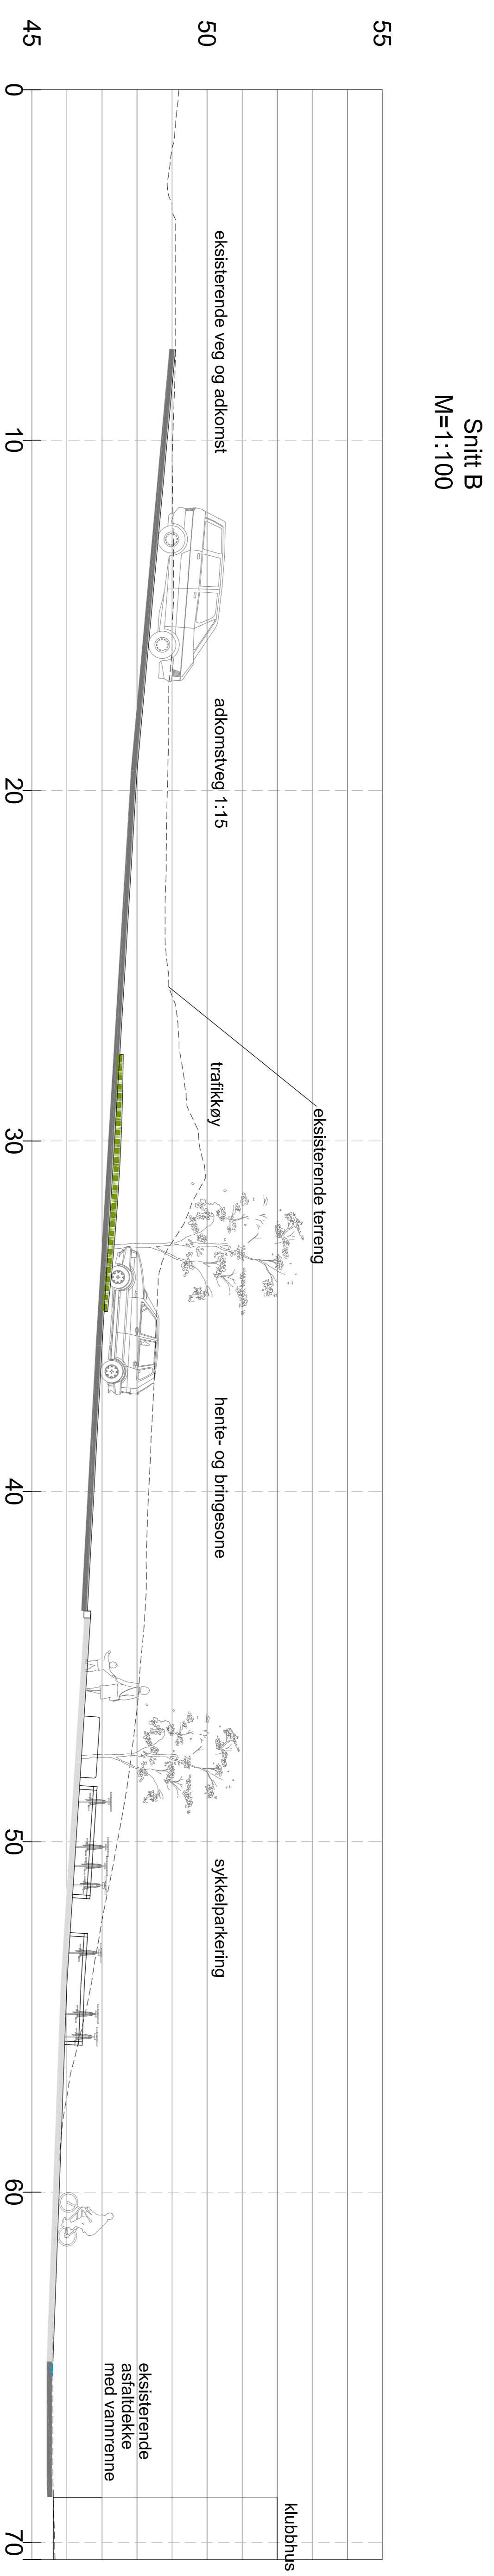 Snitt B
M=1:100
55
50
45
eksisterende veg og adkomst
adkomstveg 1:15
eksisterende terreng
trafikkøy
hente- og bringesone
sykkelparkering
eksisterende
asfaltdekke
med vannrenne
klubbhus
0
10
20
30
40
50
60
70